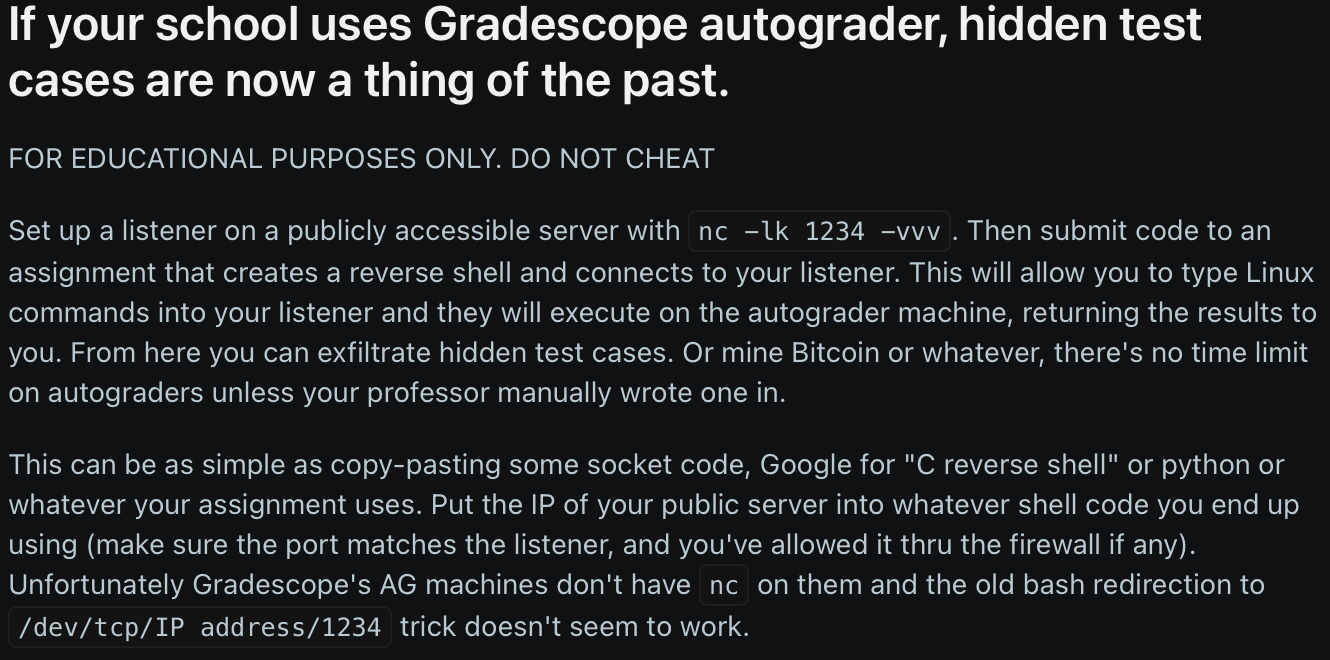 If your school uses Gradescope autograder, hidden test
cases are now a thing of the past.
FOR EDUCATIONAL PURPOSES ONLY. DO NOT CHEAT
Set up a listener on a publicly accessible server with nc –lk 1234 –vvv. Then submit code to an
assignment that creates a reverse shell and connects to your listener. This will allow you to type Linux
commands into your listener and they will execute on the autograder machine, returning the results to
you. From here you can exfiltrate hidden test cases. Or mine Bitcoin or whatever, there's no time limit
on autograders unless your professor manually wrote one in.
This can be as simple as copy-pasting some socket code, Google for "C reverse shell" or python or
whatever your assignment uses. Put the IP of your public server into whatever shell code you end up
using (make sure the port matches the listener, and you've allowed it thru the firewall if any).
Unfortunately Gradescope's AG machines don't have nc on them and the old bash redirection to
/dev/tcp/IP address/1234 trick doesn't seem to work.